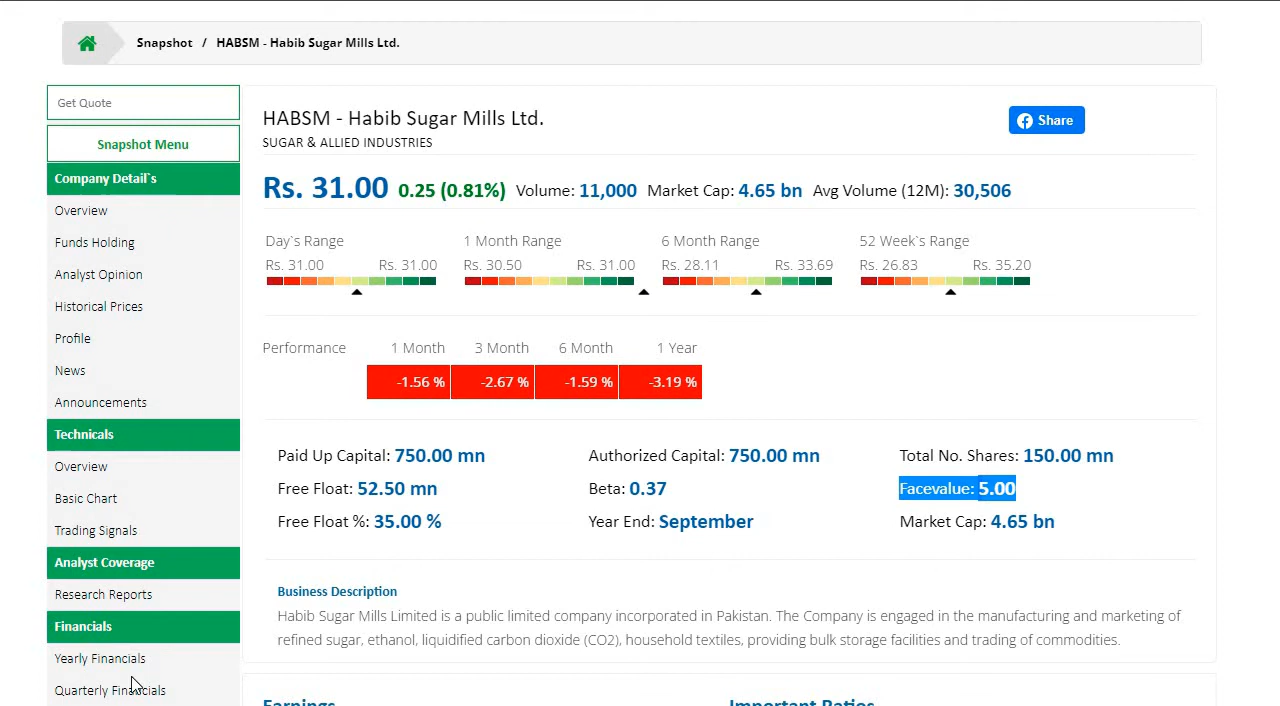 Snapshot / HABSM - Habib Sugar Mills Ltd.
Get Quote
Snapshot Menu
Company Detail`s
Overview
Funds Holding
Analyst Opinion
Historical Prices
Profile
News
Announcements
Technicals
Overview
Basic Chart
Trading Signals
Analyst Coverage
Research Reports
Financials
Yearly Financials
Quarterly Financials
HABSM - Habib Sugar Mills Ltd.
Share
SUGAR & ALLIED INDUSTRIES
Rs. 31.00 0.25 (0.81%) Volume: 11,000 Market Cap: 4.65 bn Avg Volume (12M): 30,506
Day`s Range 1 Month Range 6 Month Range 52 Week`s Range
Rs. 31.00 Rs. 31.00 Rs. 30.50 Rs. 31.00 Rs. 28.11 Rs. 33.69 Rs. 26.83 Rs. 35.20
Performance 1 Month 3 Month 6 Month 1 Year
-1.56 % -2.67 % -1.59 % -3.19 %
Paid Up Capital: 750.00 mn Authorized Capital: 750.00 mn Total No. Shares: 150.00 mn
Free Float: 52.50 mn Beta: 0.37 Facevalue: 5.00
Free Float %: 35.00 % Year End: September Market Cap: 4.65 bn
Business Description
Habib Sugar Mills Limited is a public limited company incorporated in Pakistan. The Company is engaged in the manufacturing and marketing of
refined sugar, ethanol, liquidified carbon dioxide (CO2), household textiles, providing bulk storage facilities and trading of commodities.
Earnings Important Ratios